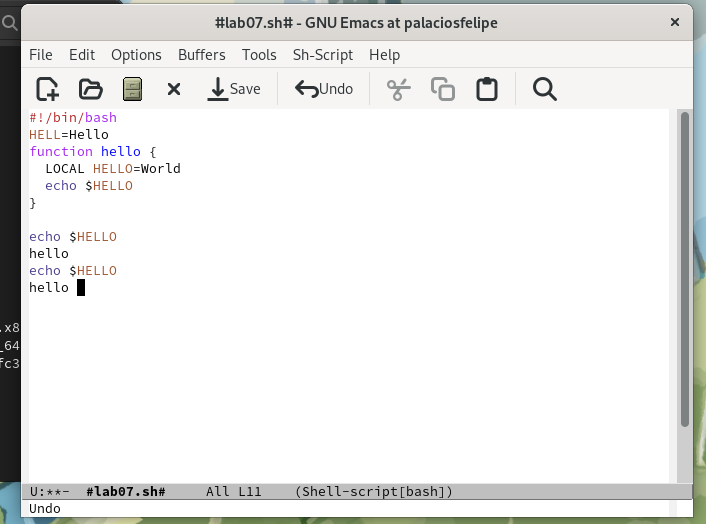 #lab07.sh# - GNU Emacs at palaciosfelipe
File Edit Options Buffers Tools Sh-Script Help
Save Undo
#!/bin/bash
HELL=Hello
function hello {
  LOCAL HELLO=World
  echo $HELLO
}
echo $HELLO
hello
echo $HELLO
hello
.x8
_64
fc3
U:**-  #lab07.sh#     All L11    (Shell-script[bash])
Undo